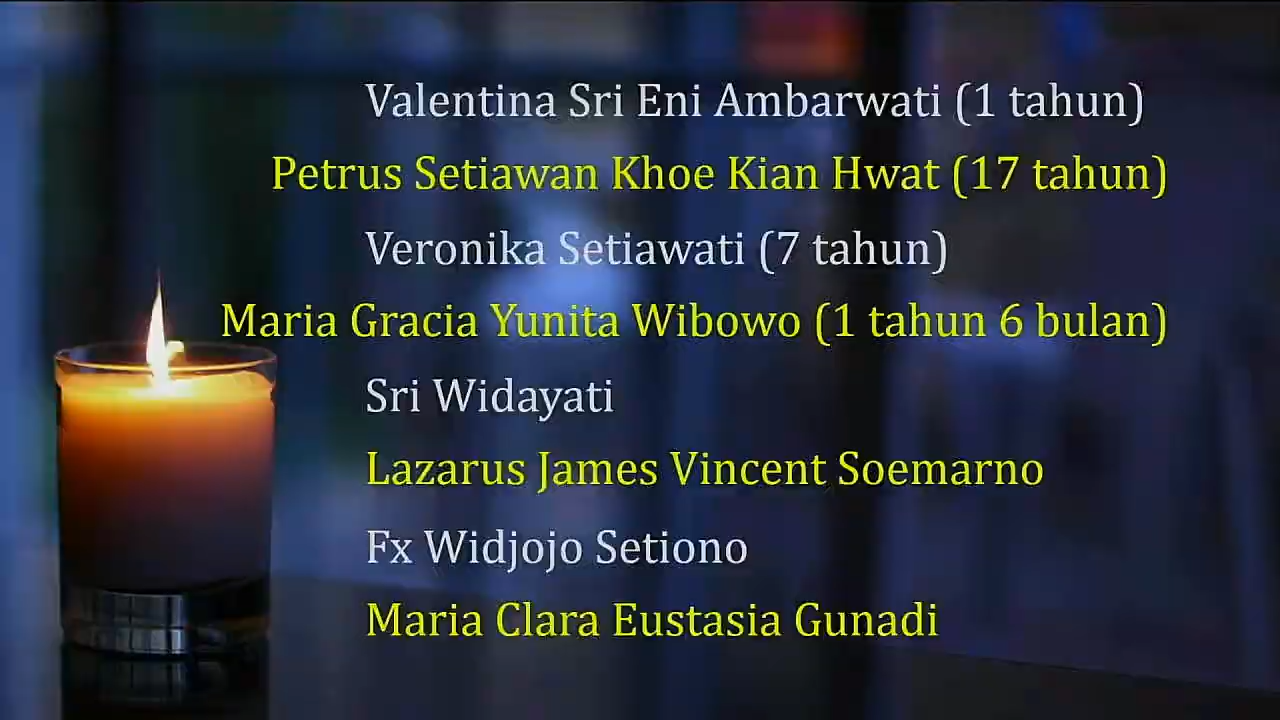 Valentina Sri Eni Ambarwati (1 tahun)
Petrus Setiawan Khoe Kian Hwat (17 tahun)
Veronika Setiawati (7 tahun)
Maria Gracia Yunita Wibowo (1 tahun 6 bulan)
Sri Widayati
Lazarus James Vincent Soemarno
Fx Widjojo Setiono
Maria Clara Eustasia Gunadi